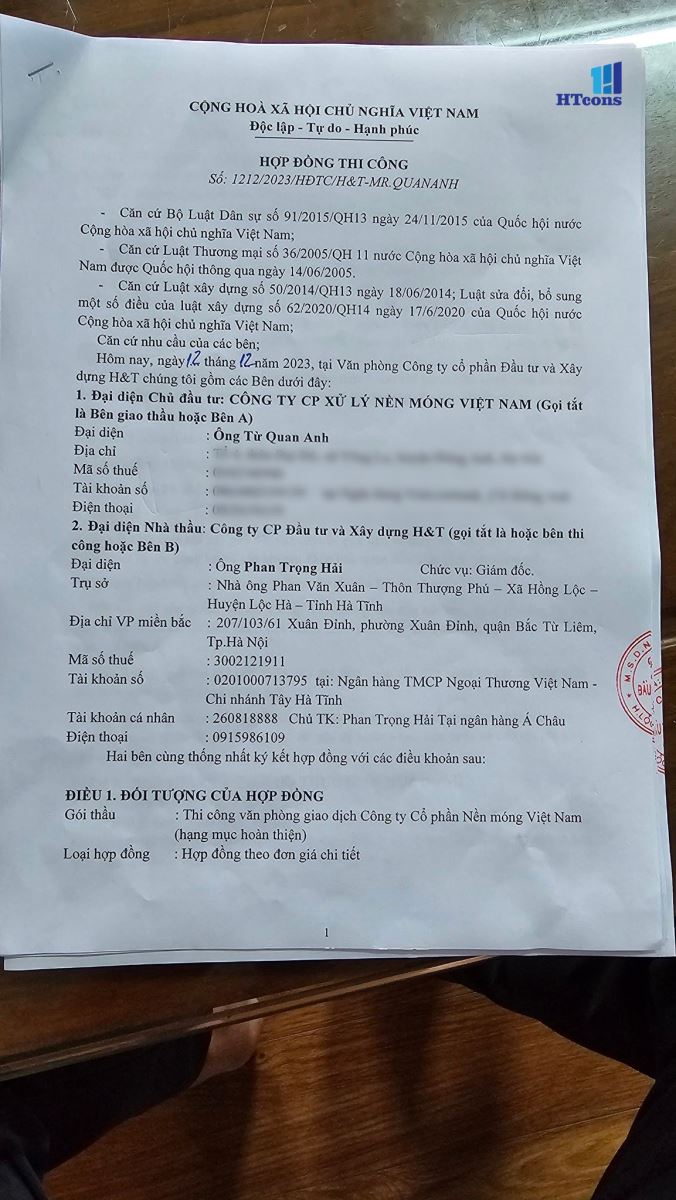 HTcons
CỘNG HOÀ XÃ HỘI CHỦ NGHĨA VIỆT NAM
Độc lập - Tự do - Hạnh phúc
HỢP ĐỒNG THI CÔNG
Số: 1212/2023/HĐTC/H&T-MR.QUANANH
- Căn cứ Bộ Luật Dân sự số 91/2015/QH13 ngày 24/11/2015 của Quốc hội nước
Cộng hòa xã hội chủ nghĩa Việt Nam;
- Căn cứ Luật Thương mại số 36/2005/QH 11 nước Cộng hòa xã hội chủ nghĩa Việt
Nam được Quốc hội thông qua ngày 14/06/2005.
- Căn cứ Luật xây dựng số 50/2014/QH13 ngày 18/06/2014; Luật sửa đổi, bổ sung
một số điều của luật xây dựng số 62/2020/QH14 ngày 17/6/2020 của Quốc hội nước
Cộng hòa xã hội chủ nghĩa Việt Nam;
Căn cứ nhu cầu của các bên;
Hôm nay, ngày 12 tháng 12 năm 2023, tại Văn phòng Công ty cổ phần Đầu tư và Xây
dựng H&T chúng tôi gồm các Bên dưới đây:
1. Đại diện Chủ đầu tư: CÔNG TY CP XỬ LÝ NỀN MÓNG VIỆT NAM (Gọi tắt
là Bên giao thầu hoặc Bên A)
Đại diện : Ông Từ Quan Anh
Địa chỉ :
Mã số thuế :
Tài khoản số :
Điện thoại :
2. Đại diện Nhà thầu: Công ty CP Đầu tư và Xây dựng H&T (gọi tắt là hoặc bên thi
công hoặc Bên B)
Đại diện : Ông Phan Trọng Hải Chức vụ: Giám đốc.
Trụ sở : Nhà ông Phan Văn Xuân – Thôn Thượng Phú – Xã Hồng Lộc –
Huyện Lộc Hà – Tỉnh Hà Tĩnh
Địa chỉ VP miền bắc : 207/103/61 Xuân Đỉnh, phường Xuân Đỉnh, quận Bắc Từ Liêm,
Tp.Hà Nội
Mã số thuế : 3002121911
Tài khoản số : 0201000713795 tại: Ngân hàng TMCP Ngoại Thương Việt Nam -
Chi nhánh Tây Hà Tĩnh
Tài khoản cá nhân : 260818888 Chủ TK: Phan Trọng Hải Tại ngân hàng Á Châu
Điện thoại : 0915986109
Hai bên cùng thống nhất ký kết hợp đồng với các điều khoản sau:
ĐIỀU 1. ĐỐI TƯỢNG CỦA HỢP ĐỒNG
Gói thầu : Thi công văn phòng giao dịch Công ty Cổ phần Nền móng Việt Nam
(hạng mục hoàn thiện)
Loại hợp đồng : Hợp đồng theo đơn giá chi tiết
1